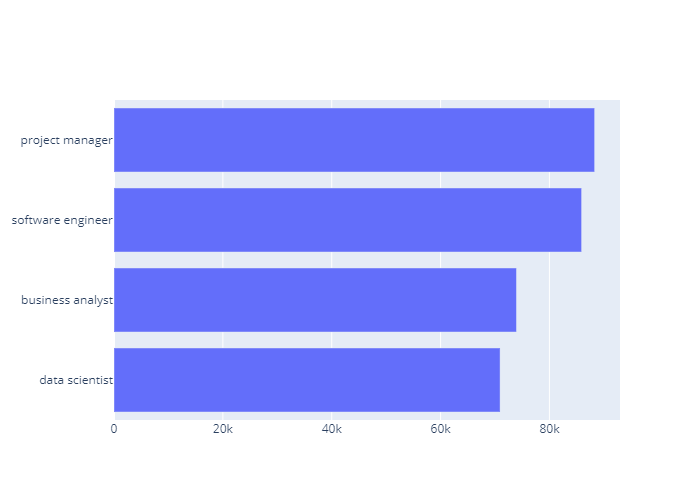 project manager
software engineer
business analyst
data scientist
0 20k 40k 60k 80k